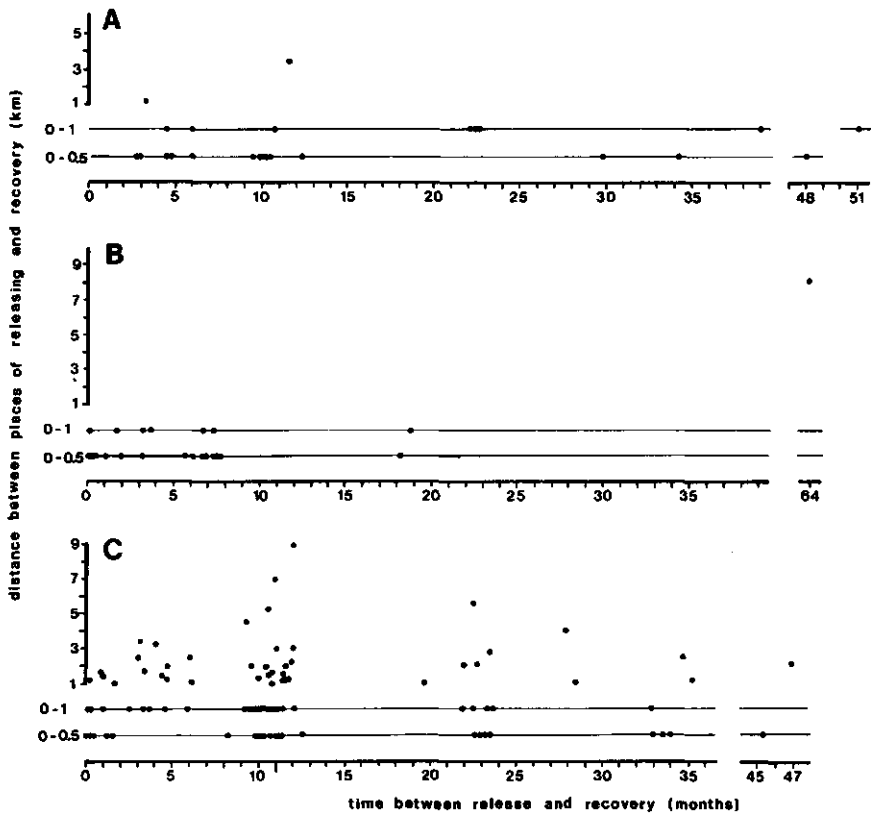 distance between places of releasing and recovery (km)
A
5
3
1
0-1
0-0.5
0 5 10 15 20 25 30 35 48 51
B
9
7
5
3
1
0-1
0-0.5
0 5 10 15 20 25 30 35 64
C
9
7
5
3
1
0-1
0-0.5
0 5 10 15 20 25 30 35 45 47
time between release and recovery (months)